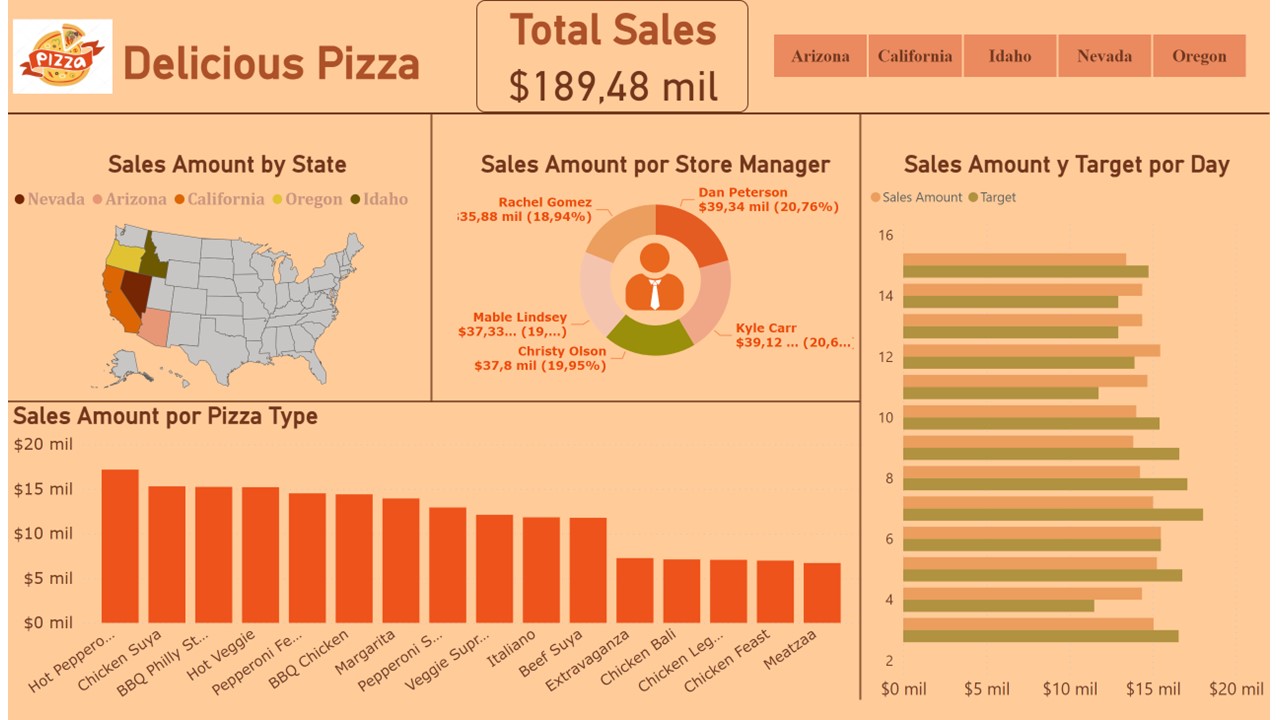 PIZZA
Delicious Pizza
Total Sales
$189,48 mil
Arizona
California
Idaho
Nevada
Oregon
Sales Amount by State
Nevada
Arizona
California
Oregon
Idaho
Sales Amount por Store Manager
Rachel Gomez
35,88 mil (18,94%)
Dan Peterson
$39,34 mil (20,76%)
Mable Lindsey
$37,33... (19,...)
Kyle Carr
$39,12 ... (20,6...
Christy Olson
$37,8 mil (19,95%)
Sales Amount y Target por Day
Sales Amount
Target
16
14
12
10
8
6
4
2
$0 mil
$5 mil
$10 mil
$15 mil
$20 mil
Sales Amount por Pizza Type
$20 mil
$15 mil
$10 mil
$5 mil
$0 mil
Hot Peppero...
Chicken Suya
BBQ Philly St...
Hot Veggie
Pepperoni Fe...
BBQ Chicken
Margarita
Pepperoni S...
Veggie Supr...
Italiano
Beef Suya
Extravaganza
Chicken Bali
Chicken Leg...
Chicken Feast
Meatzaa